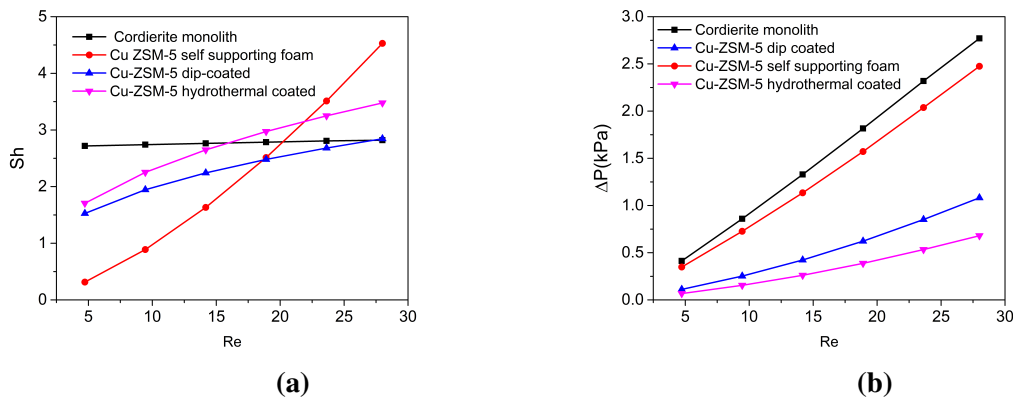 5
4
3
2
1
0
Sh
Cordierite monolith
Cu ZSM-5 self supporting foam
Cu-ZSM-5 dip-coated
Cu-ZSM-5 hydrothermal coated
5 10 15 20 25 30
Re
(a)
3.0
2.5
2.0
1.5
1.0
0.5
0.0
ΔP(kPa)
Cordierite monolith
Cu-ZSM-5 dip coated
Cu-ZSM-5 self supporting foam
Cu-ZSM-5 hydrothermal coated
5 10 15 20 25 30
Re
(b)